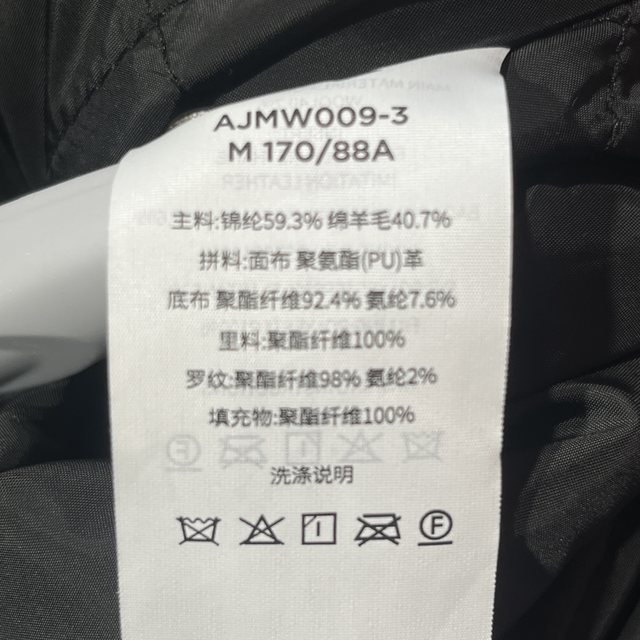 AJMW009-3
M 170/88A
主料:锦纶59.3% 绵羊毛40.7%
拼料:面布 聚氨酯(PU)革
底布 聚酯纤维92.4% 氨纶7.6%
里料:聚酯纤维100%
罗纹:聚酯纤维98% 氨纶2%
填充物:聚酯纤维100%
洗涤说明
F